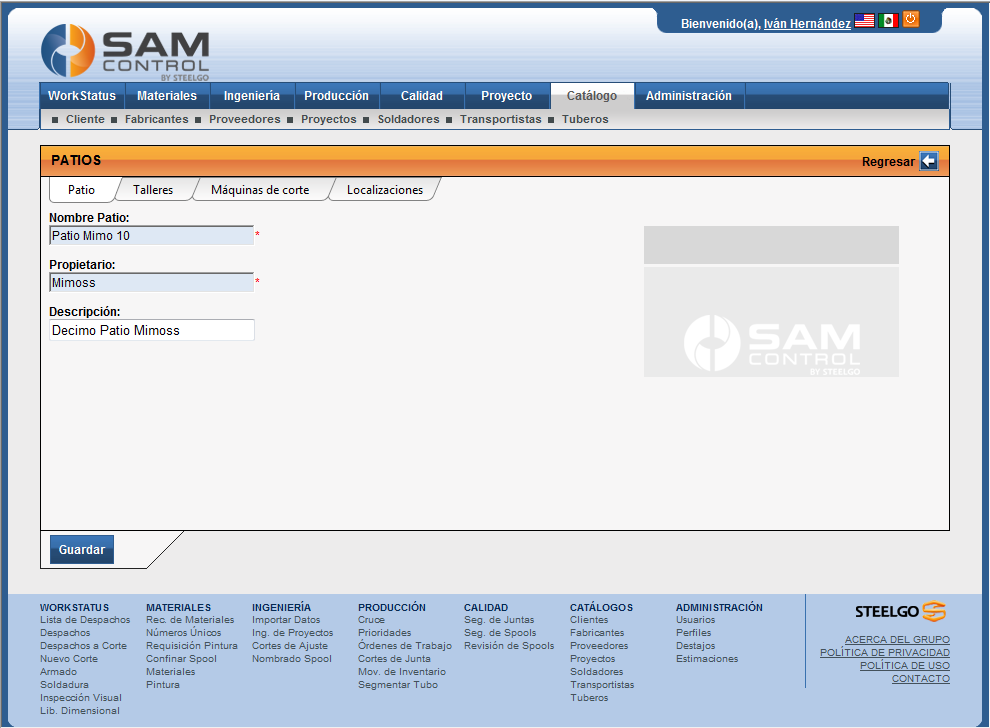 Bienvenido(a), Iván Hernández
SAM
CONTROL
BY STEELGO
WorkStatus Materiales Ingeniería Producción Calidad Proyecto Catálogo Administración
Cliente Fabricantes Proveedores Proyectos Soldadores Transportistas Tuberos
PATIOS Regresar
Patio Talleres Máquinas de corte Localizaciones
Nombre Patio:
Patio Mimo 10 *
Propietario:
Mimoss *
Descripción:
Decimo Patio Mimoss
SAM
CONTROL
BY STEELGO
Guardar
WORKSTATUS
Lista de Despachos
Despachos
Despachos a Corte
Nuevo Corte
Armado
Soldadura
Inspección Visual
Lib. Dimensional
MATERIALES
Rec. de Materiales
Números Únicos
Requisición Pintura
Confinar Spool
Materiales
Pintura
INGENIERÍA
Importar Datos
Ing. de Proyectos
Cortes de Ajuste
Nombrado Spool
PRODUCCIÓN
Cruce
Prioridades
Órdenes de Trabajo
Cortes de Junta
Mov. de Inventario
Segmentar Tubo
CALIDAD
Seg. de Juntas
Seg. de Spools
Revisión de Spools
CATÁLOGOS
Clientes
Fabricantes
Proveedores
Proyectos
Soldadores
Transportistas
Tuberos
ADMINISTRACIÓN
Usuarios
Perfiles
Destajos
Estimaciones
STEELGO
ACERCA DEL GRUPO
POLÍTICA DE PRIVACIDAD
POLÍTICA DE USO
CONTACTO